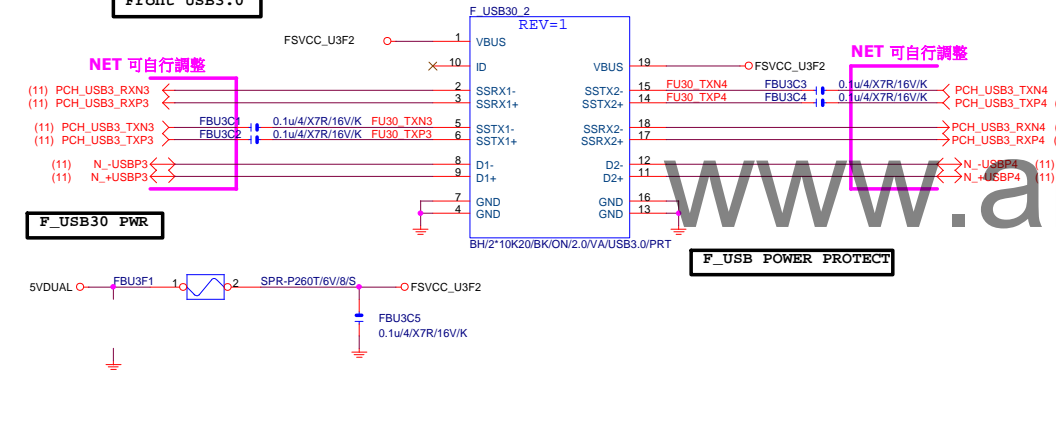 Front USB3.0
F_USB30_2
REV=1
FSVCC_U3F2
1
VBUS
10
ID
VBUS
19
FSVCC_U3F2
NET 可自行調整
NET 可自行調整
(11) PCH_USB3_RXN3
2
SSRX1-
SSTX2-
15
FU30_TXN4
FBU3C3
0.1u/4/X7R/16V/K
PCH_USB3_TXN4
(11) PCH_USB3_RXP3
3
SSRX1+
SSTX2+
14
FU30_TXP4
FBU3C4
0.1u/4/X7R/16V/K
PCH_USB3_TXP4
(11) PCH_USB3_TXN3
FBU3C1
0.1u/4/X7R/16V/K
FU30_TXN3
5
SSTX1-
SSRX2-
18
PCH_USB3_RXN4
(11) PCH_USB3_TXP3
FBU3C2
0.1u/4/X7R/16V/K
FU30_TXP3
6
SSTX1+
SSRX2+
17
PCH_USB3_RXP4
(11) N_-USBP3
8
D1-
D2-
12
N_-USBP4 (11)
(11) N_+USBP3
9
D1+
D2+
11
N_+USBP4 (11)
7
GND
GND
16
4
GND
GND
13
www.a
BH/2*10K20/BK/ON/2.0/VA/USB3.0/PRT
F_USB30 PWR
F_USB POWER PROTECT
5VDUAL
FBU3F1
1
2
SPR-P260T/6V/8/S
FSVCC_U3F2
FBU3C5
0.1u/4/X7R/16V/K